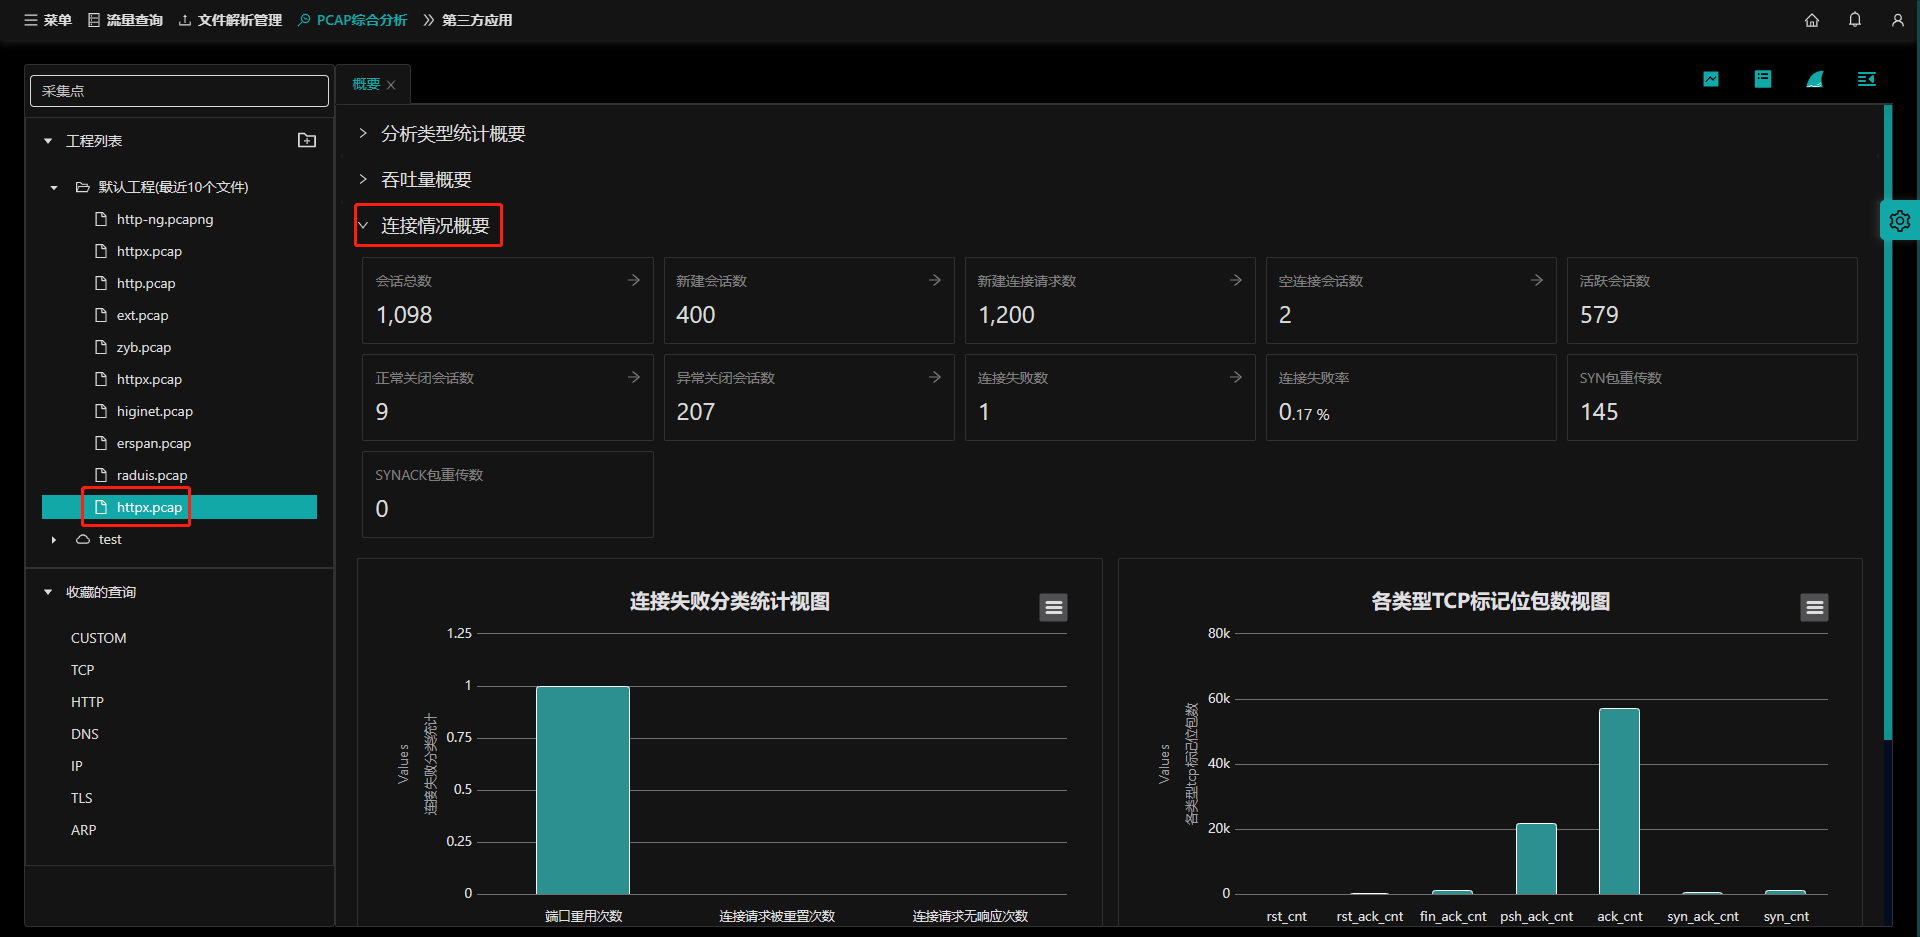 菜单 流量查询 文件解析管理 PCAP综合分析 第三方应用
采集点
工程列表
默认工程(最近10个文件)
http-ng.pcapng
httpx.pcap
http.pcap
ext.pcap
zyb.pcap
httpx.pcap
higinet.pcap
erspan.pcap
raduis.pcap
httpx.pcap
test
收藏的查询
CUSTOM
TCP
HTTP
DNS
IP
TLS
ARP
概要
分析类型统计概要
吞吐量概要
连接情况概要
会话总数
1,098
新建会话数
400
新建连接请求数
1,200
空连接会话数
2
活跃会话数
579
正常关闭会话数
9
异常关闭会话数
207
连接失败数
1
连接失败率
0.17 %
SYN包重传数
145
SYNACK包重传数
0
连接失败分类统计视图
Values
连接失败分类统计
1.25
1
0.75
0.5
0.25
0
端口重用次数 连接请求被重置次数 连接请求无响应次数
各类型TCP标记位包数视图
Values
各类型tcp标记位包数
80k
60k
40k
20k
0
rst_cnt rst_ack_cnt fin_ack_cnt psh_ack_cnt ack_cnt syn_ack_cnt syn_cnt